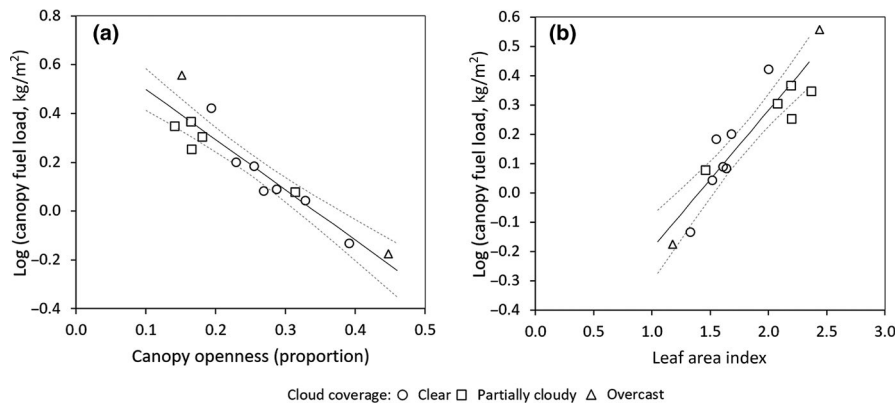 (a)
Log (canopy fuel load, kg/m²)
0.8
0.6
0.4
0.2
0.0
−0.2
−0.4
0.0 0.1 0.2 0.3 0.4 0.5
Canopy openness (proportion)
(b)
Log (canopy fuel load, kg/m²)
0.6
0.5
0.4
0.3
0.2
0.1
0.0
−0.1
−0.2
−0.3
−0.4
0.0 0.5 1.0 1.5 2.0 2.5 3.0
Leaf area index
Cloud coverage: ○ Clear □ Partially cloudy △ Overcast